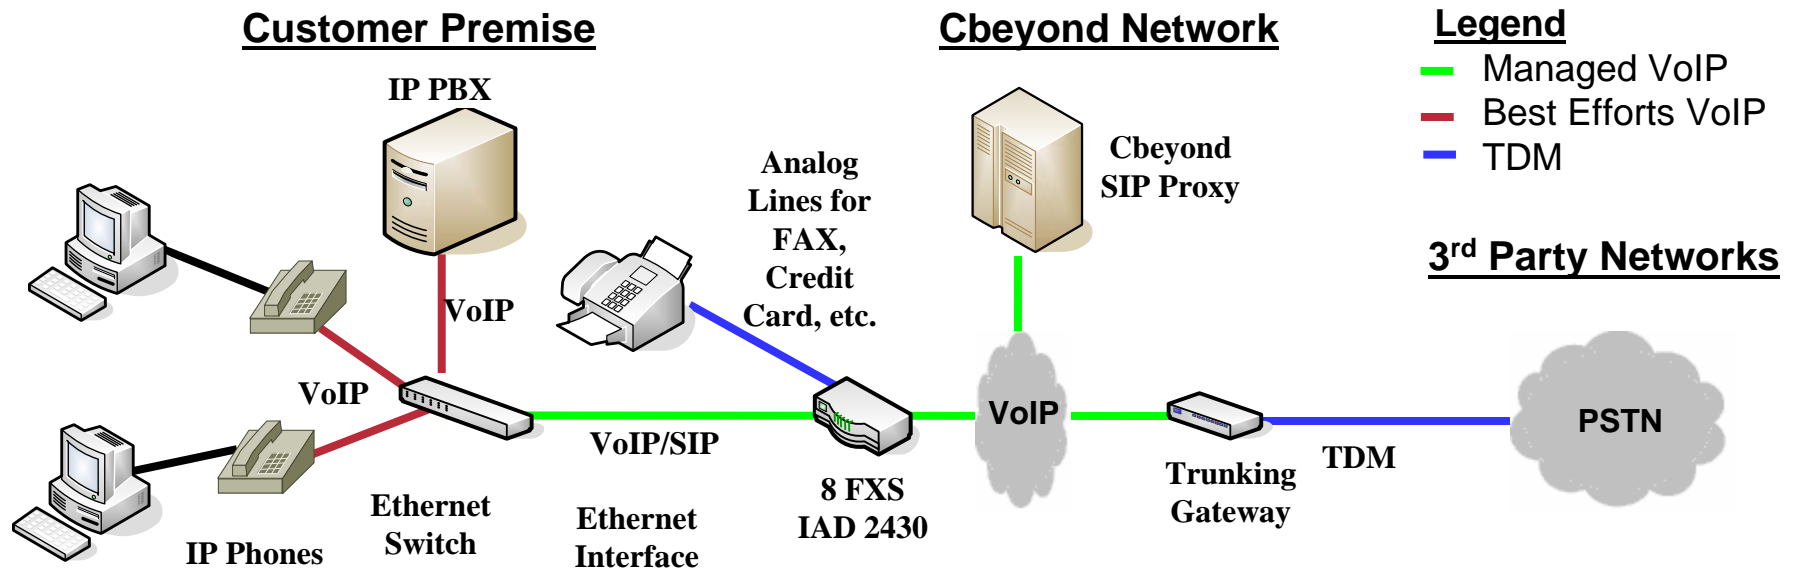 Customer Premise
Cbeyond Network
Legend
Managed VoIP
Best Efforts VoIP
TDM
IP PBX
Cbeyond
SIP Proxy
Analog
Lines for
FAX,
Credit
Card, etc.
3rd Party Networks
VoIP
VoIP
VoIP/SIP
VoIP
PSTN
TDM
Trunking
Gateway
8 FXS
IAD 2430
Ethernet
Switch
Ethernet
Interface
IP Phones